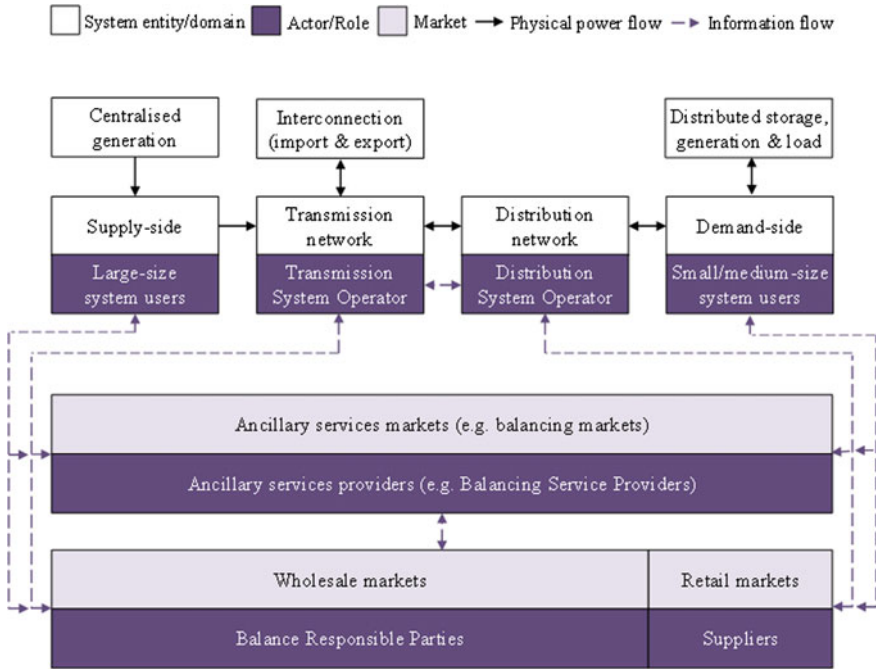 System entity/domain
Actor/Role
Market
Physical power flow
Information flow
Centralised
generation
Interconnection
(import & export)
Distributed storage,
generation & load
Supply-side
Transmission
network
Distribution
network
Demand-side
Large-size
system users
Transmission
System Operator
Distribution
System Operator
Small/medium-size
system users
Ancillary services markets (e.g. balancing markets)
Ancillary services providers (e.g. Balancing Service Providers)
Wholesale markets
Retail markets
Balance Responsible Parties
Suppliers